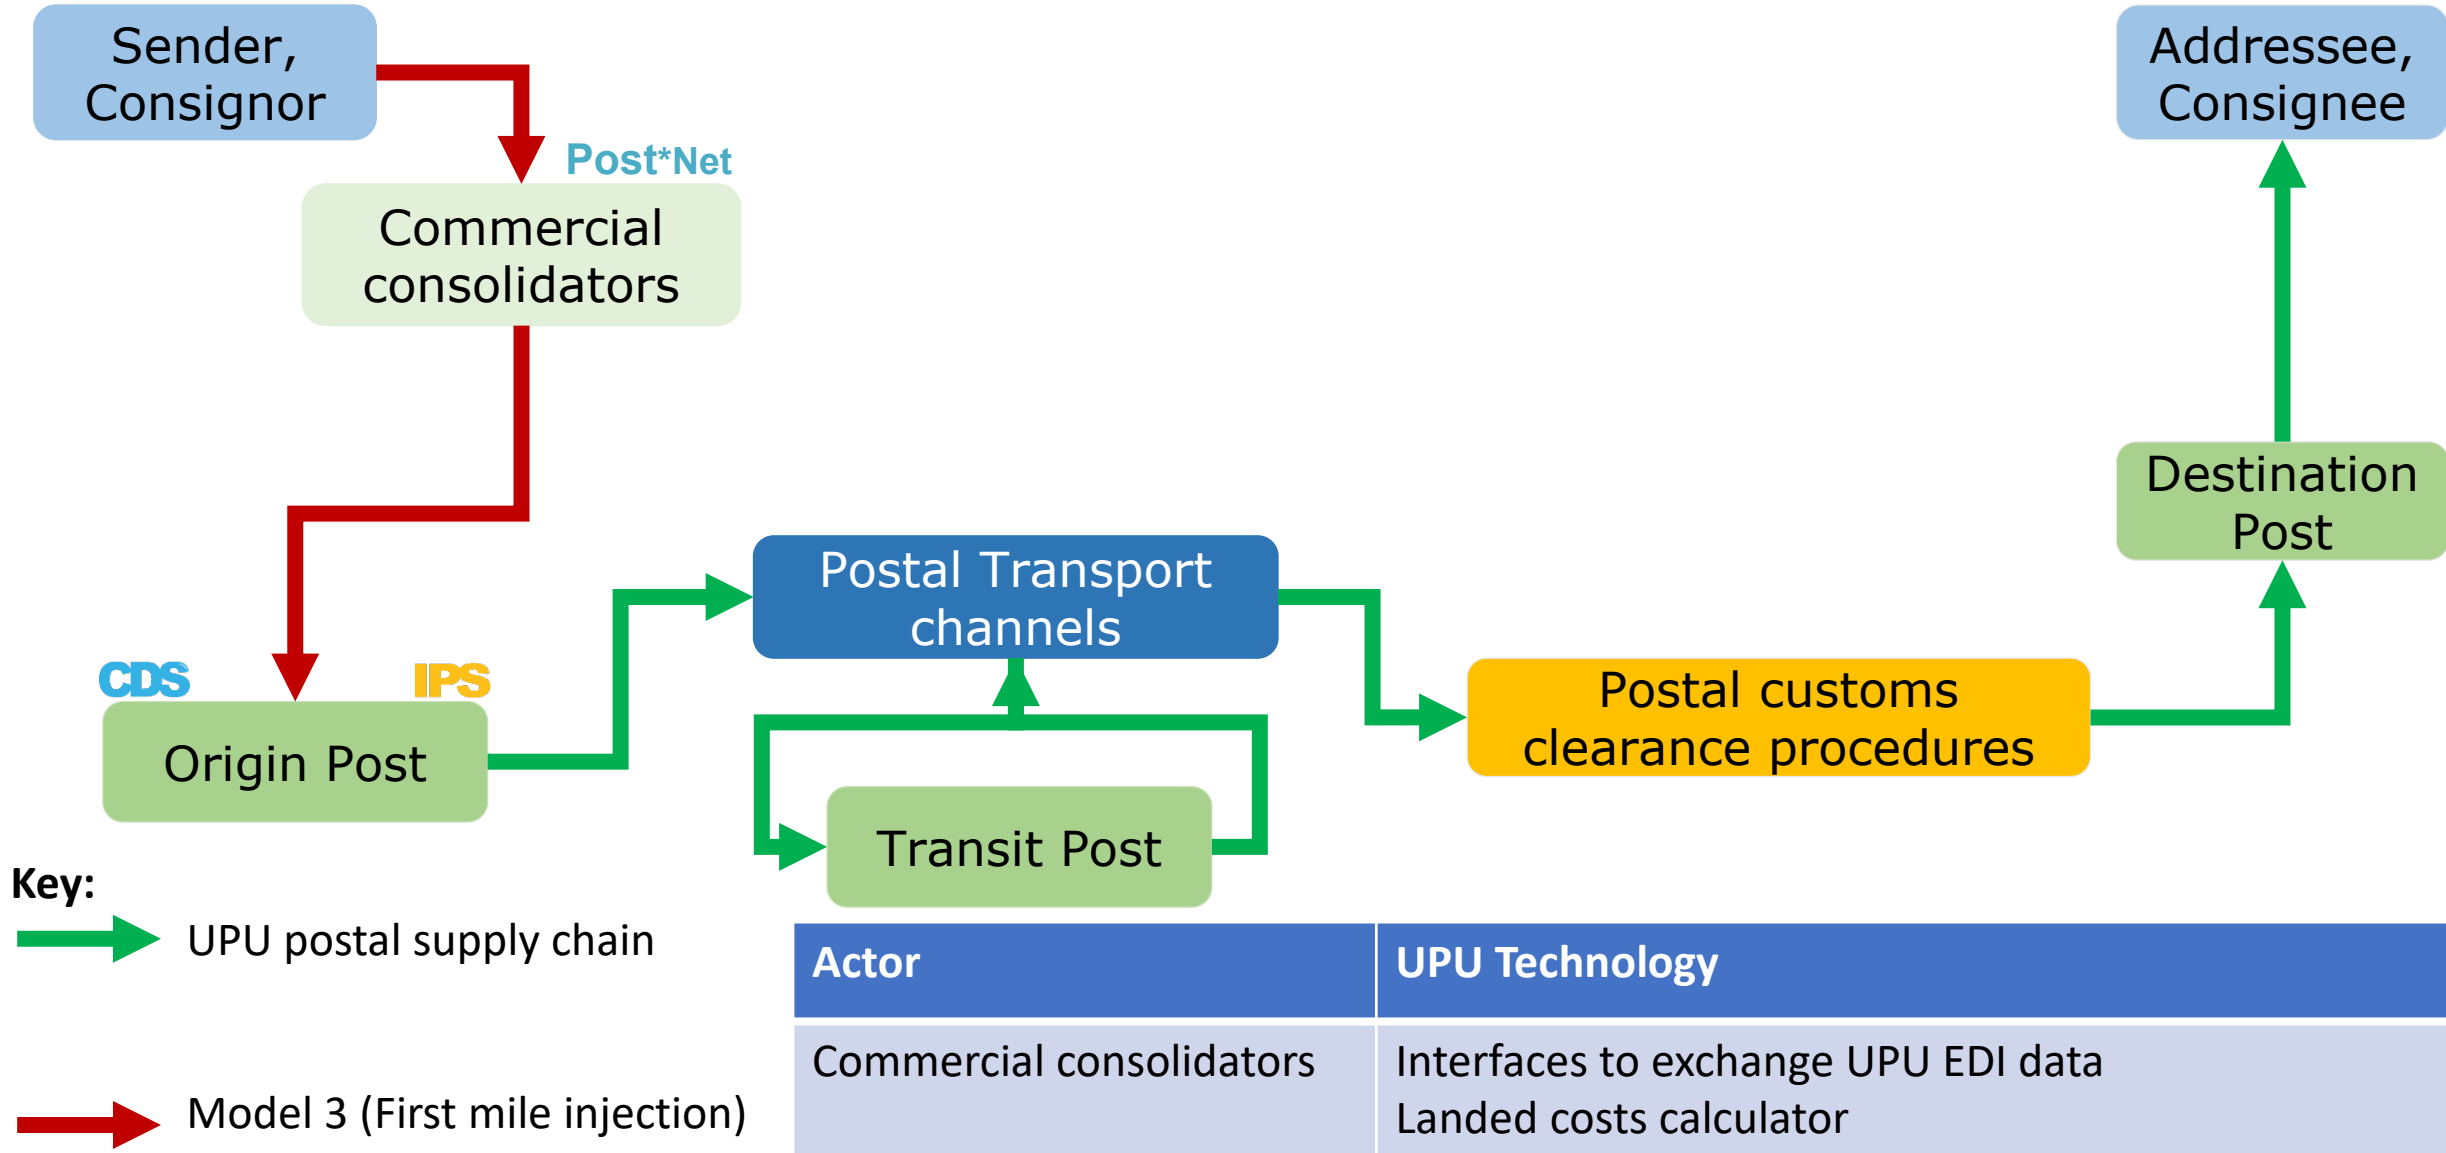 Sender,
Consignor
Addressee,
Consignee
Post*Net
Commercial
consolidators
Destination
Post
Postal Transport
channels
CDS
IPS
Origin Post
Postal customs
clearance procedures
Transit Post
Key:
UPU postal supply chain
Model 3 (First mile injection)
Actor
UPU Technology
Commercial consolidators
Interfaces to exchange UPU EDI data
Landed costs calculator